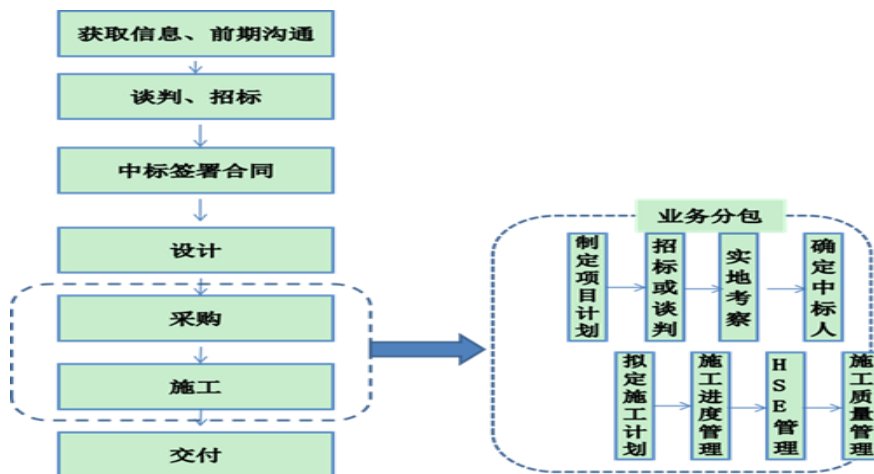 获取信息、前期沟通
谈判、招标
中标签署合同
设计
采购
施工
交付
业务分包
制定项目计划
招标或谈判
实地考察
确定中标人
拟定施工计划
施工进度管理
HSE管理
施工质量管理